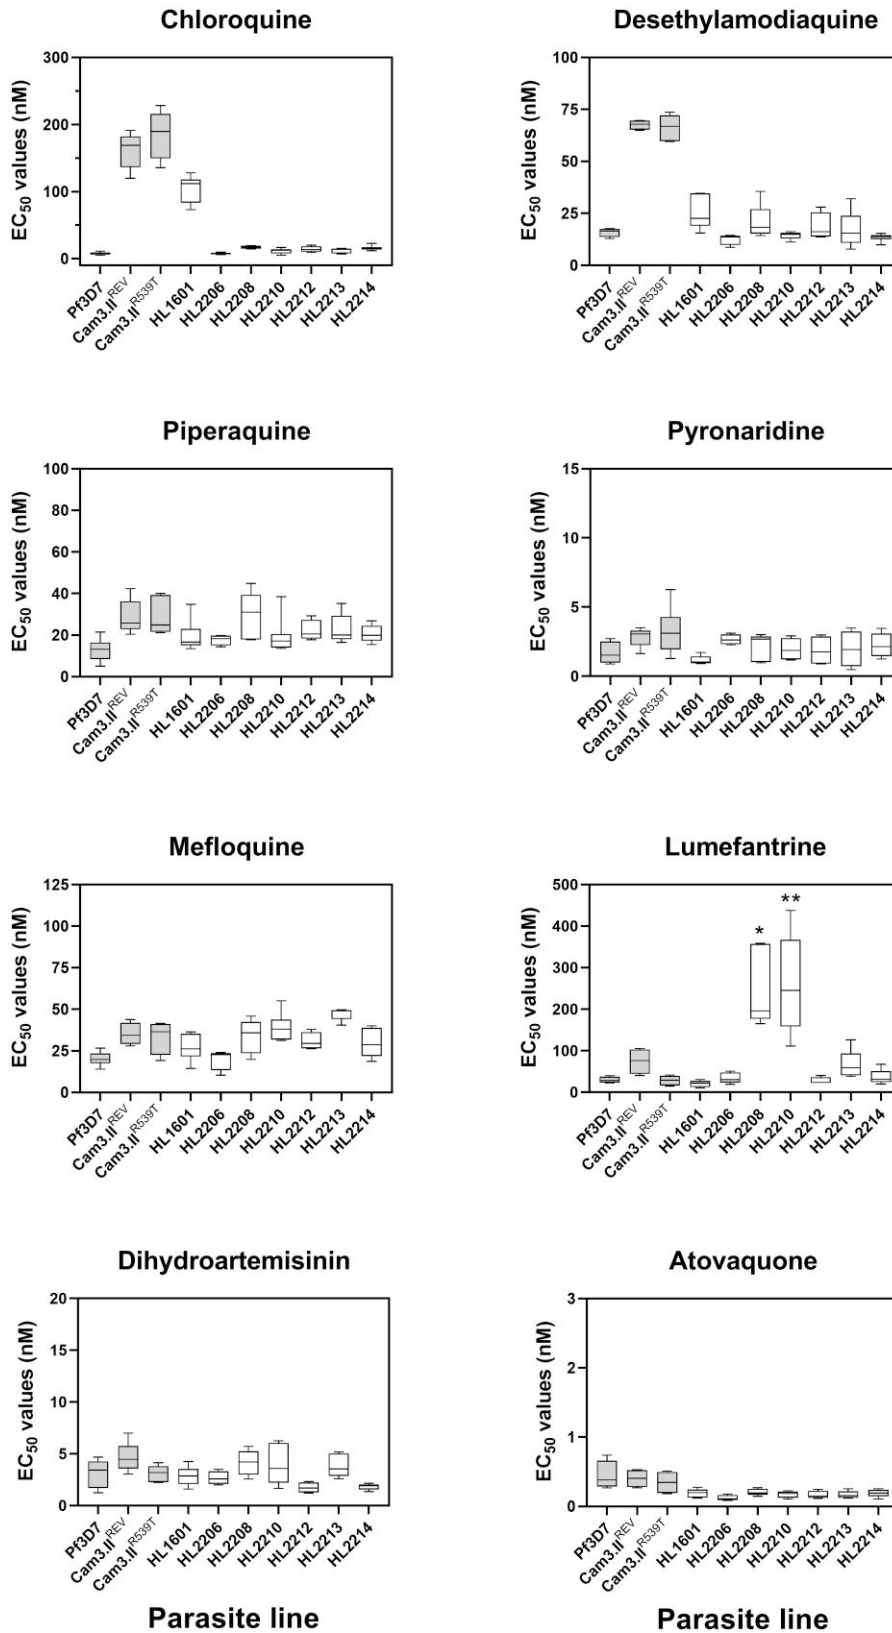 Chloroquine
EC50 values (nM)
300
200
100
0
Pf3D7
Cam3.IIREV
Cam3.IIR539T
HL1601
HL2206
HL2208
HL2210
HL2212
HL2213
HL2214
Desethylamodiaquine
EC50 values (nM)
100
75
50
25
0
Pf3D7
Cam3.IIREV
Cam3.IIR539T
HL1601
HL2206
HL2208
HL2210
HL2212
HL2213
HL2214
Piperaquine
EC50 values (nM)
100
80
60
40
20
0
Pf3D7
Cam3.IIREV
Cam3.IIR539T
HL1601
HL2206
HL2208
HL2210
HL2212
HL2213
HL2214
Pyronaridine
EC50 values (nM)
15
10
5
0
Pf3D7
Cam3.IIREV
Cam3.IIR539T
HL1601
HL2206
HL2208
HL2210
HL2212
HL2213
HL2214
Mefloquine
EC50 values (nM)
125
100
75
50
25
0
Pf3D7
Cam3.IIREV
Cam3.IIR539T
HL1601
HL2206
HL2208
HL2210
HL2212
HL2213
HL2214
Lumefantrine
EC50 values (nM)
500
400
300
200
100
0
*
**
Pf3D7
Cam3.IIREV
Cam3.IIR539T
HL1601
HL2206
HL2208
HL2210
HL2212
HL2213
HL2214
Dihydroartemisinin
EC50 values (nM)
20
15
10
5
0
Pf3D7
Cam3.IIREV
Cam3.IIR539T
HL1601
HL2206
HL2208
HL2210
HL2212
HL2213
HL2214
Parasite line
Atovaquone
EC50 values (nM)
3
2
1
0
Pf3D7
Cam3.IIREV
Cam3.IIR539T
HL1601
HL2206
HL2208
HL2210
HL2212
HL2213
HL2214
Parasite line